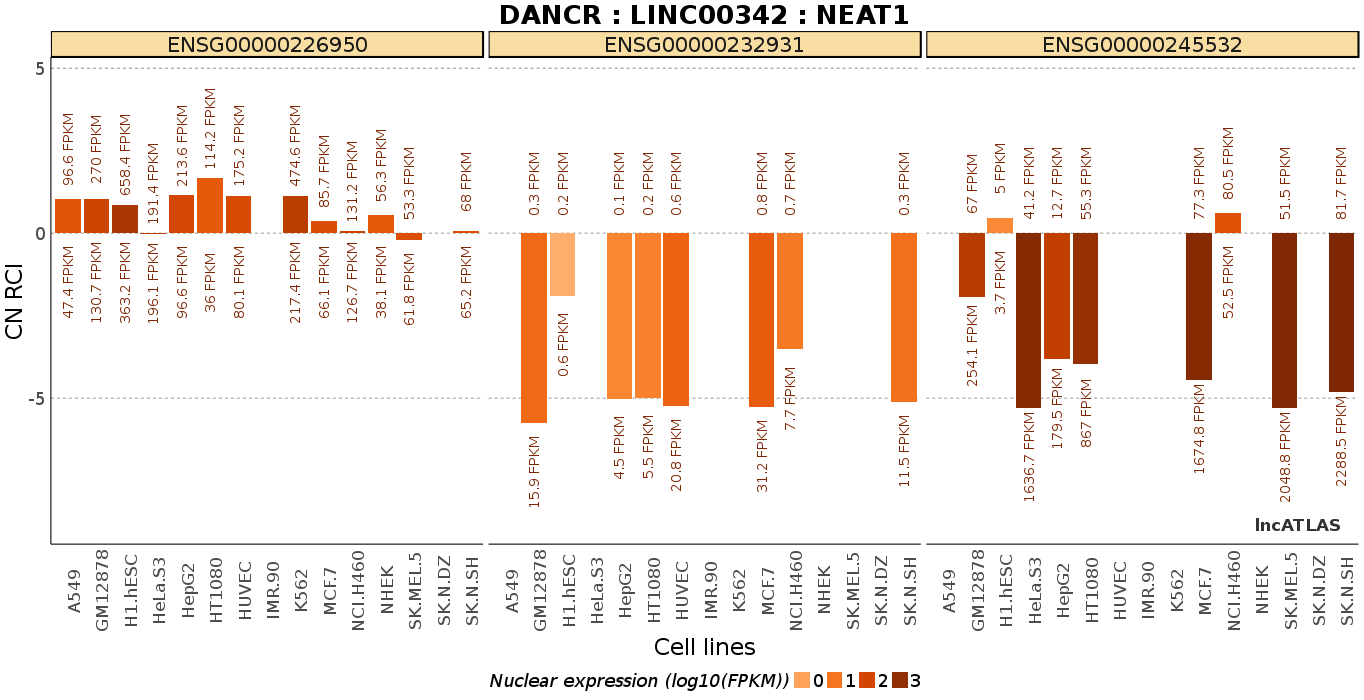 DANCR : LINC00342 : NEAT1
ENSG00000226950
ENSG00000232931
ENSG00000245532
CN RCI
5
0
-5
96.6 FPKM
270 FPKM
658.4 FPKM
191.4 FPKM
213.6 FPKM
114.2 FPKM
175.2 FPKM
474.6 FPKM
85.7 FPKM
131.2 FPKM
56.3 FPKM
53.3 FPKM
68 FPKM
47.4 FPKM
130.7 FPKM
363.2 FPKM
196.1 FPKM
96.6 FPKM
36 FPKM
80.1 FPKM
217.4 FPKM
66.1 FPKM
126.7 FPKM
38.1 FPKM
61.8 FPKM
65.2 FPKM
0.3 FPKM
0.2 FPKM
0.1 FPKM
0.2 FPKM
0.6 FPKM
0.8 FPKM
0.7 FPKM
0.3 FPKM
15.9 FPKM
0.6 FPKM
4.5 FPKM
5.5 FPKM
20.8 FPKM
31.2 FPKM
7.7 FPKM
11.5 FPKM
67 FPKM
5 FPKM
41.2 FPKM
12.7 FPKM
55.3 FPKM
77.3 FPKM
80.5 FPKM
51.5 FPKM
81.7 FPKM
254.1 FPKM
3.7 FPKM
1636.7 FPKM
179.5 FPKM
867 FPKM
1674.8 FPKM
52.5 FPKM
2048.8 FPKM
2288.5 FPKM
lncATLAS
A549
GM12878
H1.hESC
HeLa.S3
HepG2
HT1080
HUVEC
IMR.90
K562
MCF.7
NCI.H460
NHEK
SK.MEL.5
SK.N.DZ
SK.N.SH
A549
GM12878
H1.hESC
HeLa.S3
HepG2
HT1080
HUVEC
IMR.90
K562
MCF.7
NCI.H460
NHEK
SK.MEL.5
SK.N.DZ
SK.N.SH
A549
GM12878
H1.hESC
HeLa.S3
HepG2
HT1080
HUVEC
IMR.90
K562
MCF.7
NCI.H460
NHEK
SK.MEL.5
SK.N.DZ
SK.N.SH
Cell lines
Nuclear expression (log10(FPKM)) 0 1 2 3